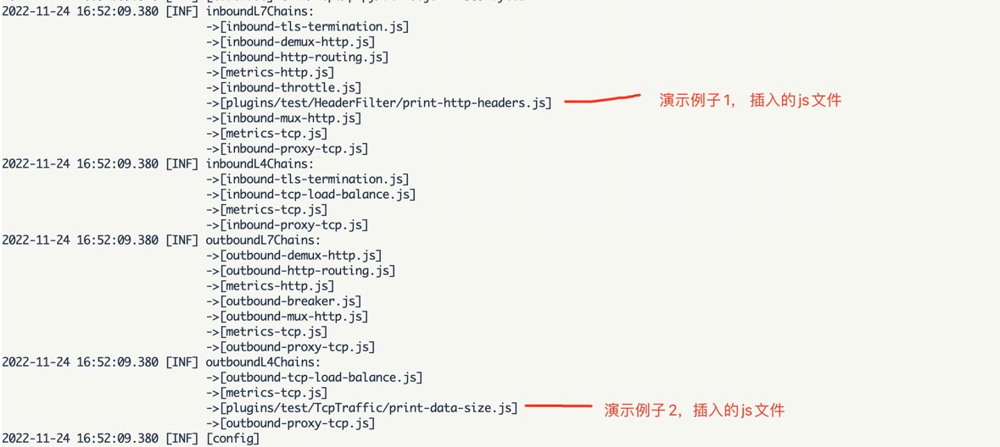 2022-11-24 16:52:09.380 [INF] inboundL7Chains:
->[inbound-tls-termination.js]
->[inbound-demux-http.js]
->[inbound-http-routing.js]
->[metrics-http.js]
->[inbound-throttle.js]
->[plugins/test/HeaderFilter/print-http-headers.js] 演示例子1， 插入的js文件
->[inbound-mux-http.js]
->[metrics-tcp.js]
->[inbound-proxy-tcp.js]
2022-11-24 16:52:09.380 [INF] inboundL4Chains:
->[inbound-tls-termination.js]
->[inbound-tcp-load-balance.js]
->[metrics-tcp.js]
->[inbound-proxy-tcp.js]
2022-11-24 16:52:09.380 [INF] outboundL7Chains:
->[outbound-demux-http.js]
->[outbound-http-routing.js]
->[metrics-http.js]
->[outbound-breaker.js]
->[outbound-mux-http.js]
->[metrics-tcp.js]
->[outbound-proxy-tcp.js]
2022-11-24 16:52:09.380 [INF] outboundL4Chains:
->[outbound-tcp-load-balance.js]
->[metrics-tcp.js]
->[plugins/test/TcpTraffic/print-data-size.js] 演示例子2，插入的js文件
->[outbound-proxy-tcp.js]
2022-11-24 16:52:09.380 [INF] [config]